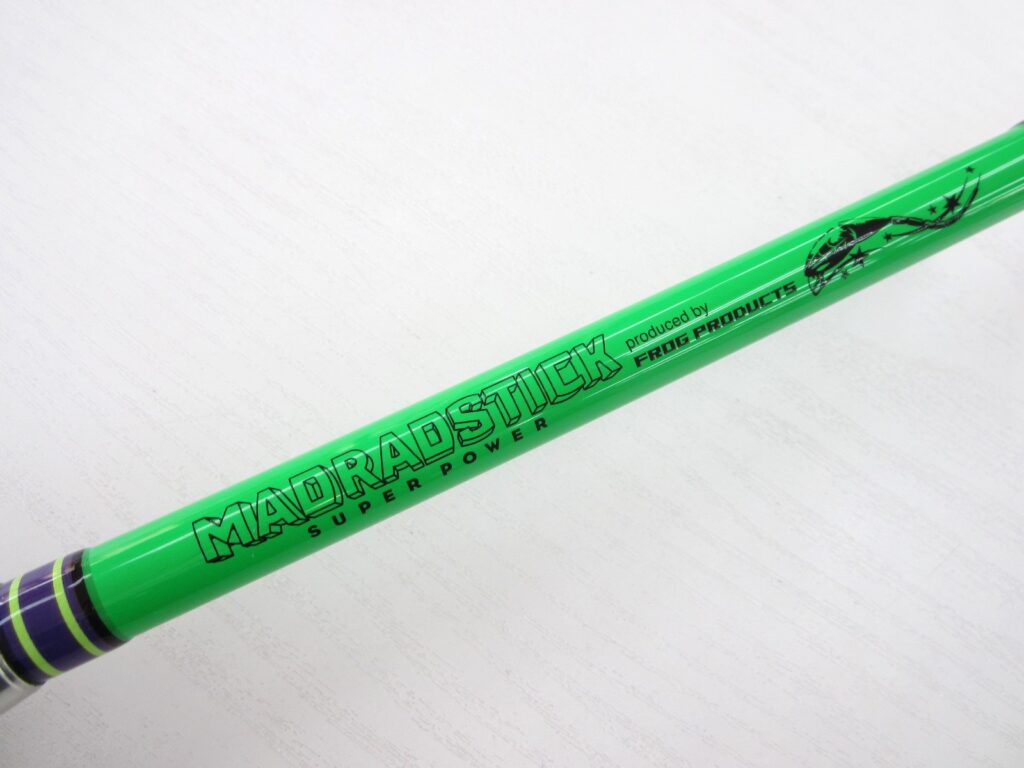 MADRADSTICK
SUPER POWER
produced by
FROG PRODUCTS